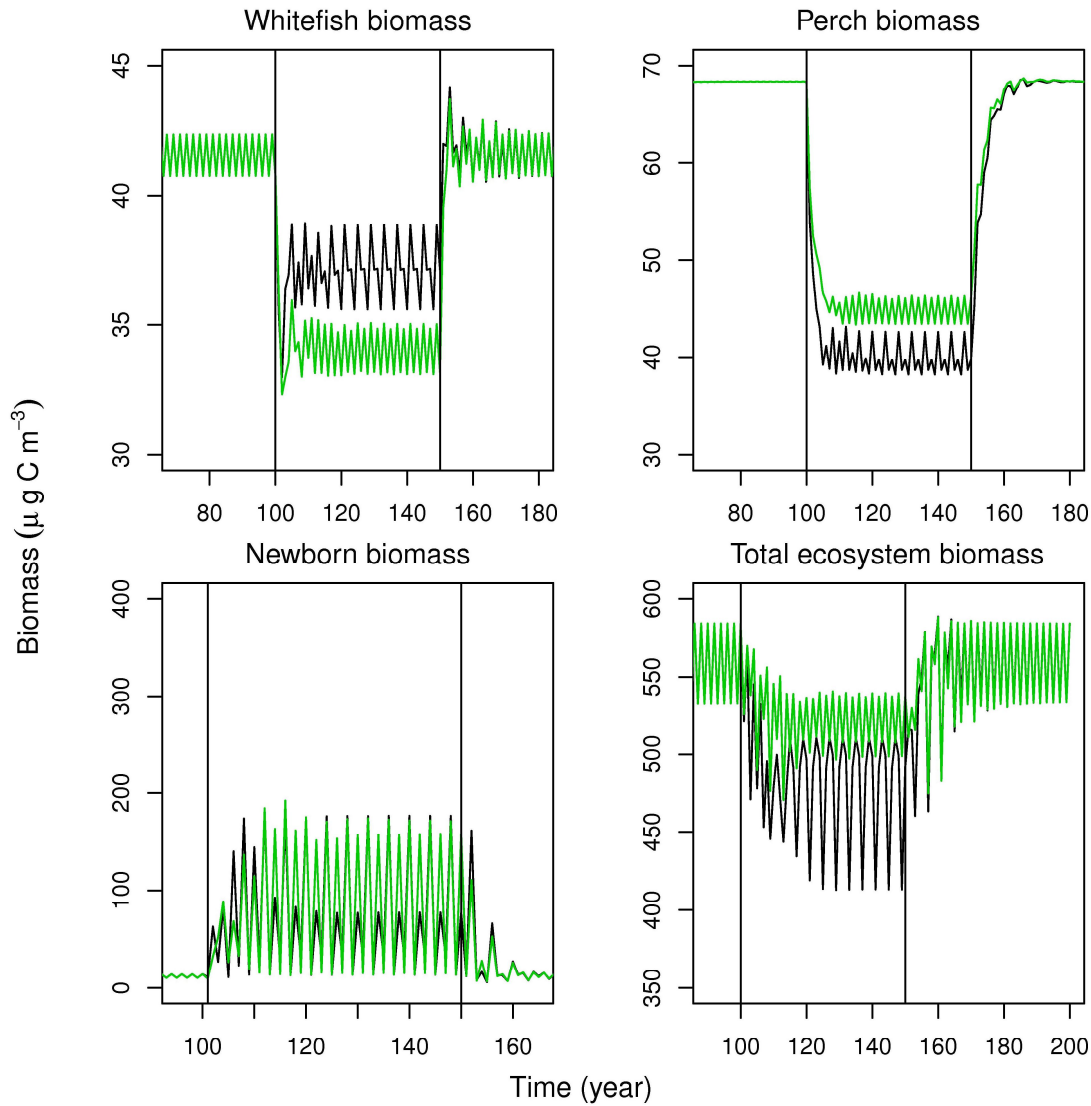 Whitefish biomass
Perch biomass
45
40
35
30
80 100 120 140 160 180
70
60
50
40
30
80 100 120 140 160 180
Newborn biomass
Total ecosystem biomass
400
300
200
100
0
100 120 140 160
600
550
500
450
400
350
100 120 140 160 180 200
Biomass (μ g C m⁻³)
Time (year)